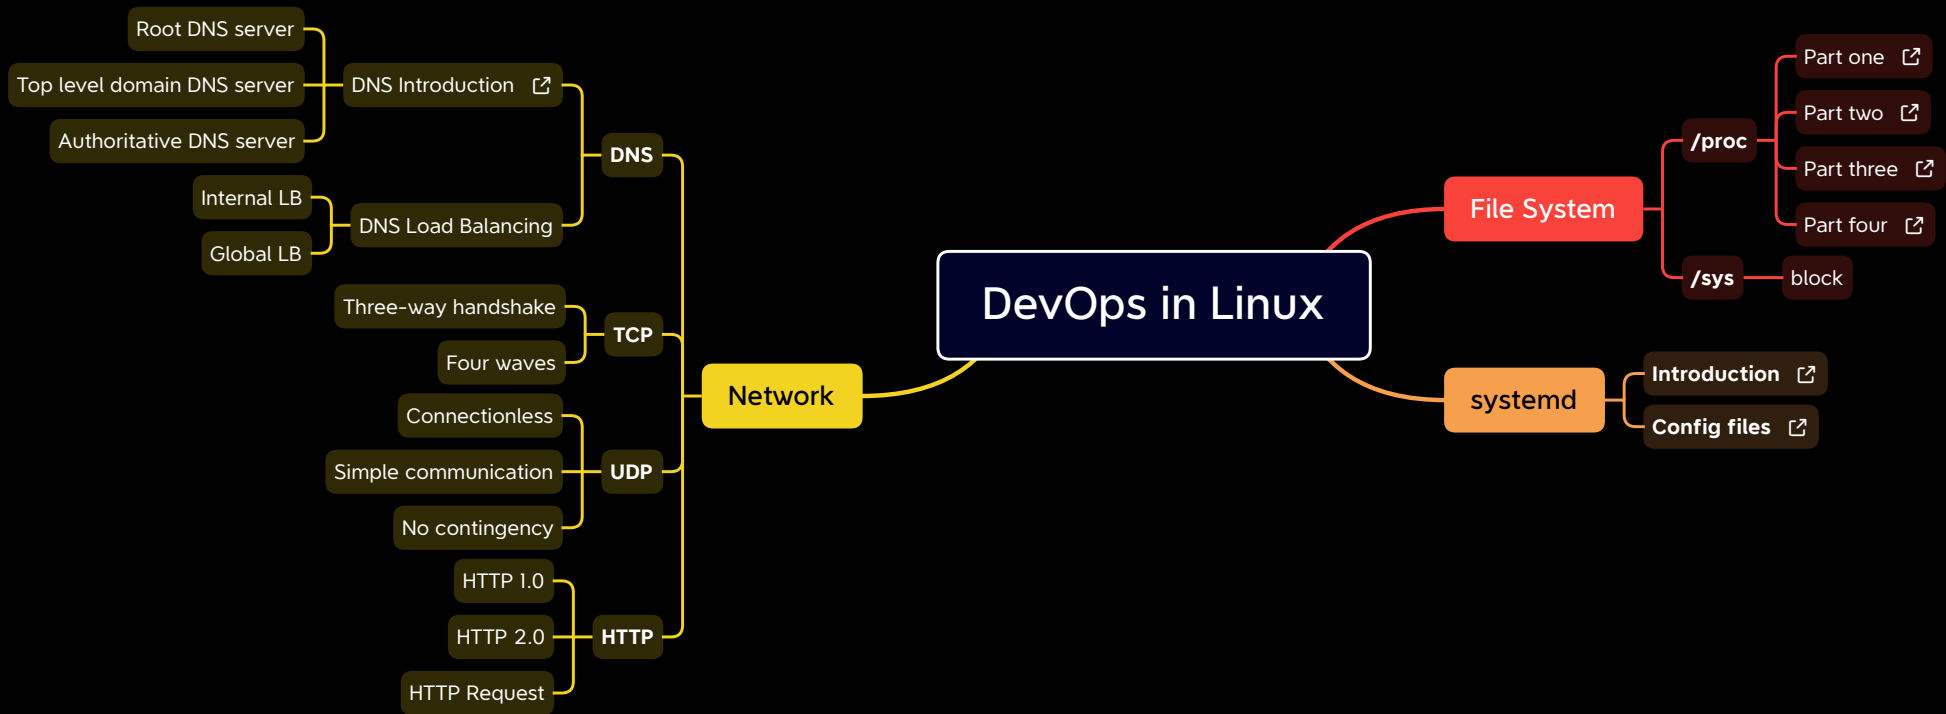 DevOps in Linux
File System
/proc
Part one
Part two
Part three
Part four
/sys
block
systemd
Introduction
Config files
Network
DNS
DNS Introduction
Root DNS server
Top level domain DNS server
Authoritative DNS server
DNS Load Balancing
Internal LB
Global LB
TCP
Three-way handshake
Four waves
UDP
Connectionless
Simple communication
No contingency
HTTP
HTTP 1.0
HTTP 2.0
HTTP Request